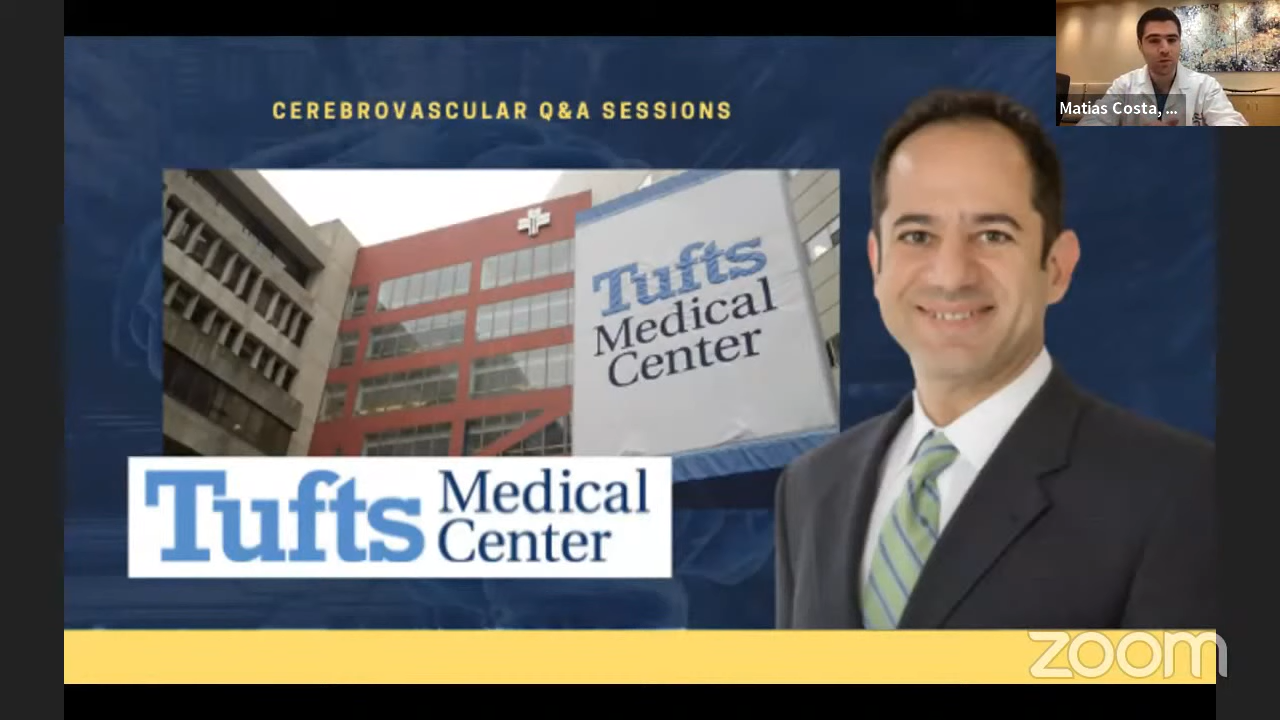 CEREBROVASCULAR Q&A SESSIONS
Matias Costa, ...
Tufts
Medical
Center
Tufts Medical
Center
zoom